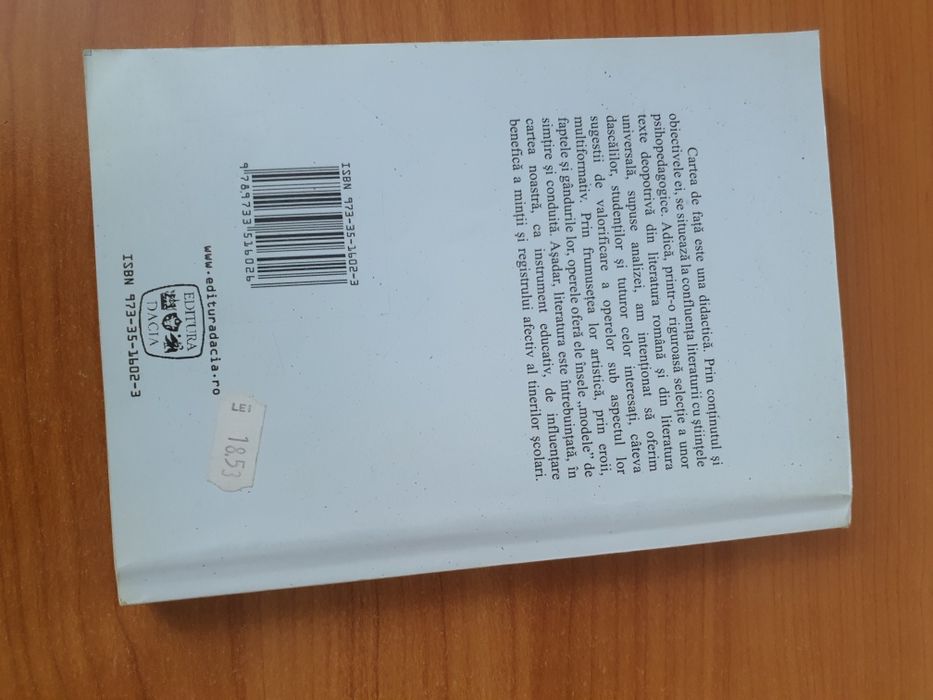 Cartea de față este una didactică. Prin conținutul și
obiectivele ei, se situează la confluența literaturii cu științele
psihopedagogice. Adică, printr-o riguroasă selecție a unor
texte deopotrivă din literatura română și din literatura
universală, supuse analizei, am intenționat să oferim
dascălilor, studenților și tuturor celor interesați, câteva
sugestii de valorificare a operelor sub aspectul lor
multiformativ. Prin frumusețea lor artistică, prin eroii,
faptele și gândurile lor, operele oferă ele însele „modele” de
simțire și conduită. Așadar, literatura este întrebuințată, în
cartea noastră, ca instrument educativ, de influențare
benefică a minții și registrului afectiv al tinerilor școlari.
ISBN 973-35-1602-3
9 789733 516026
www.edituradacia.ro
EDITURA
DACIA
ISBN 973-35-1602-3
LEI
18,53